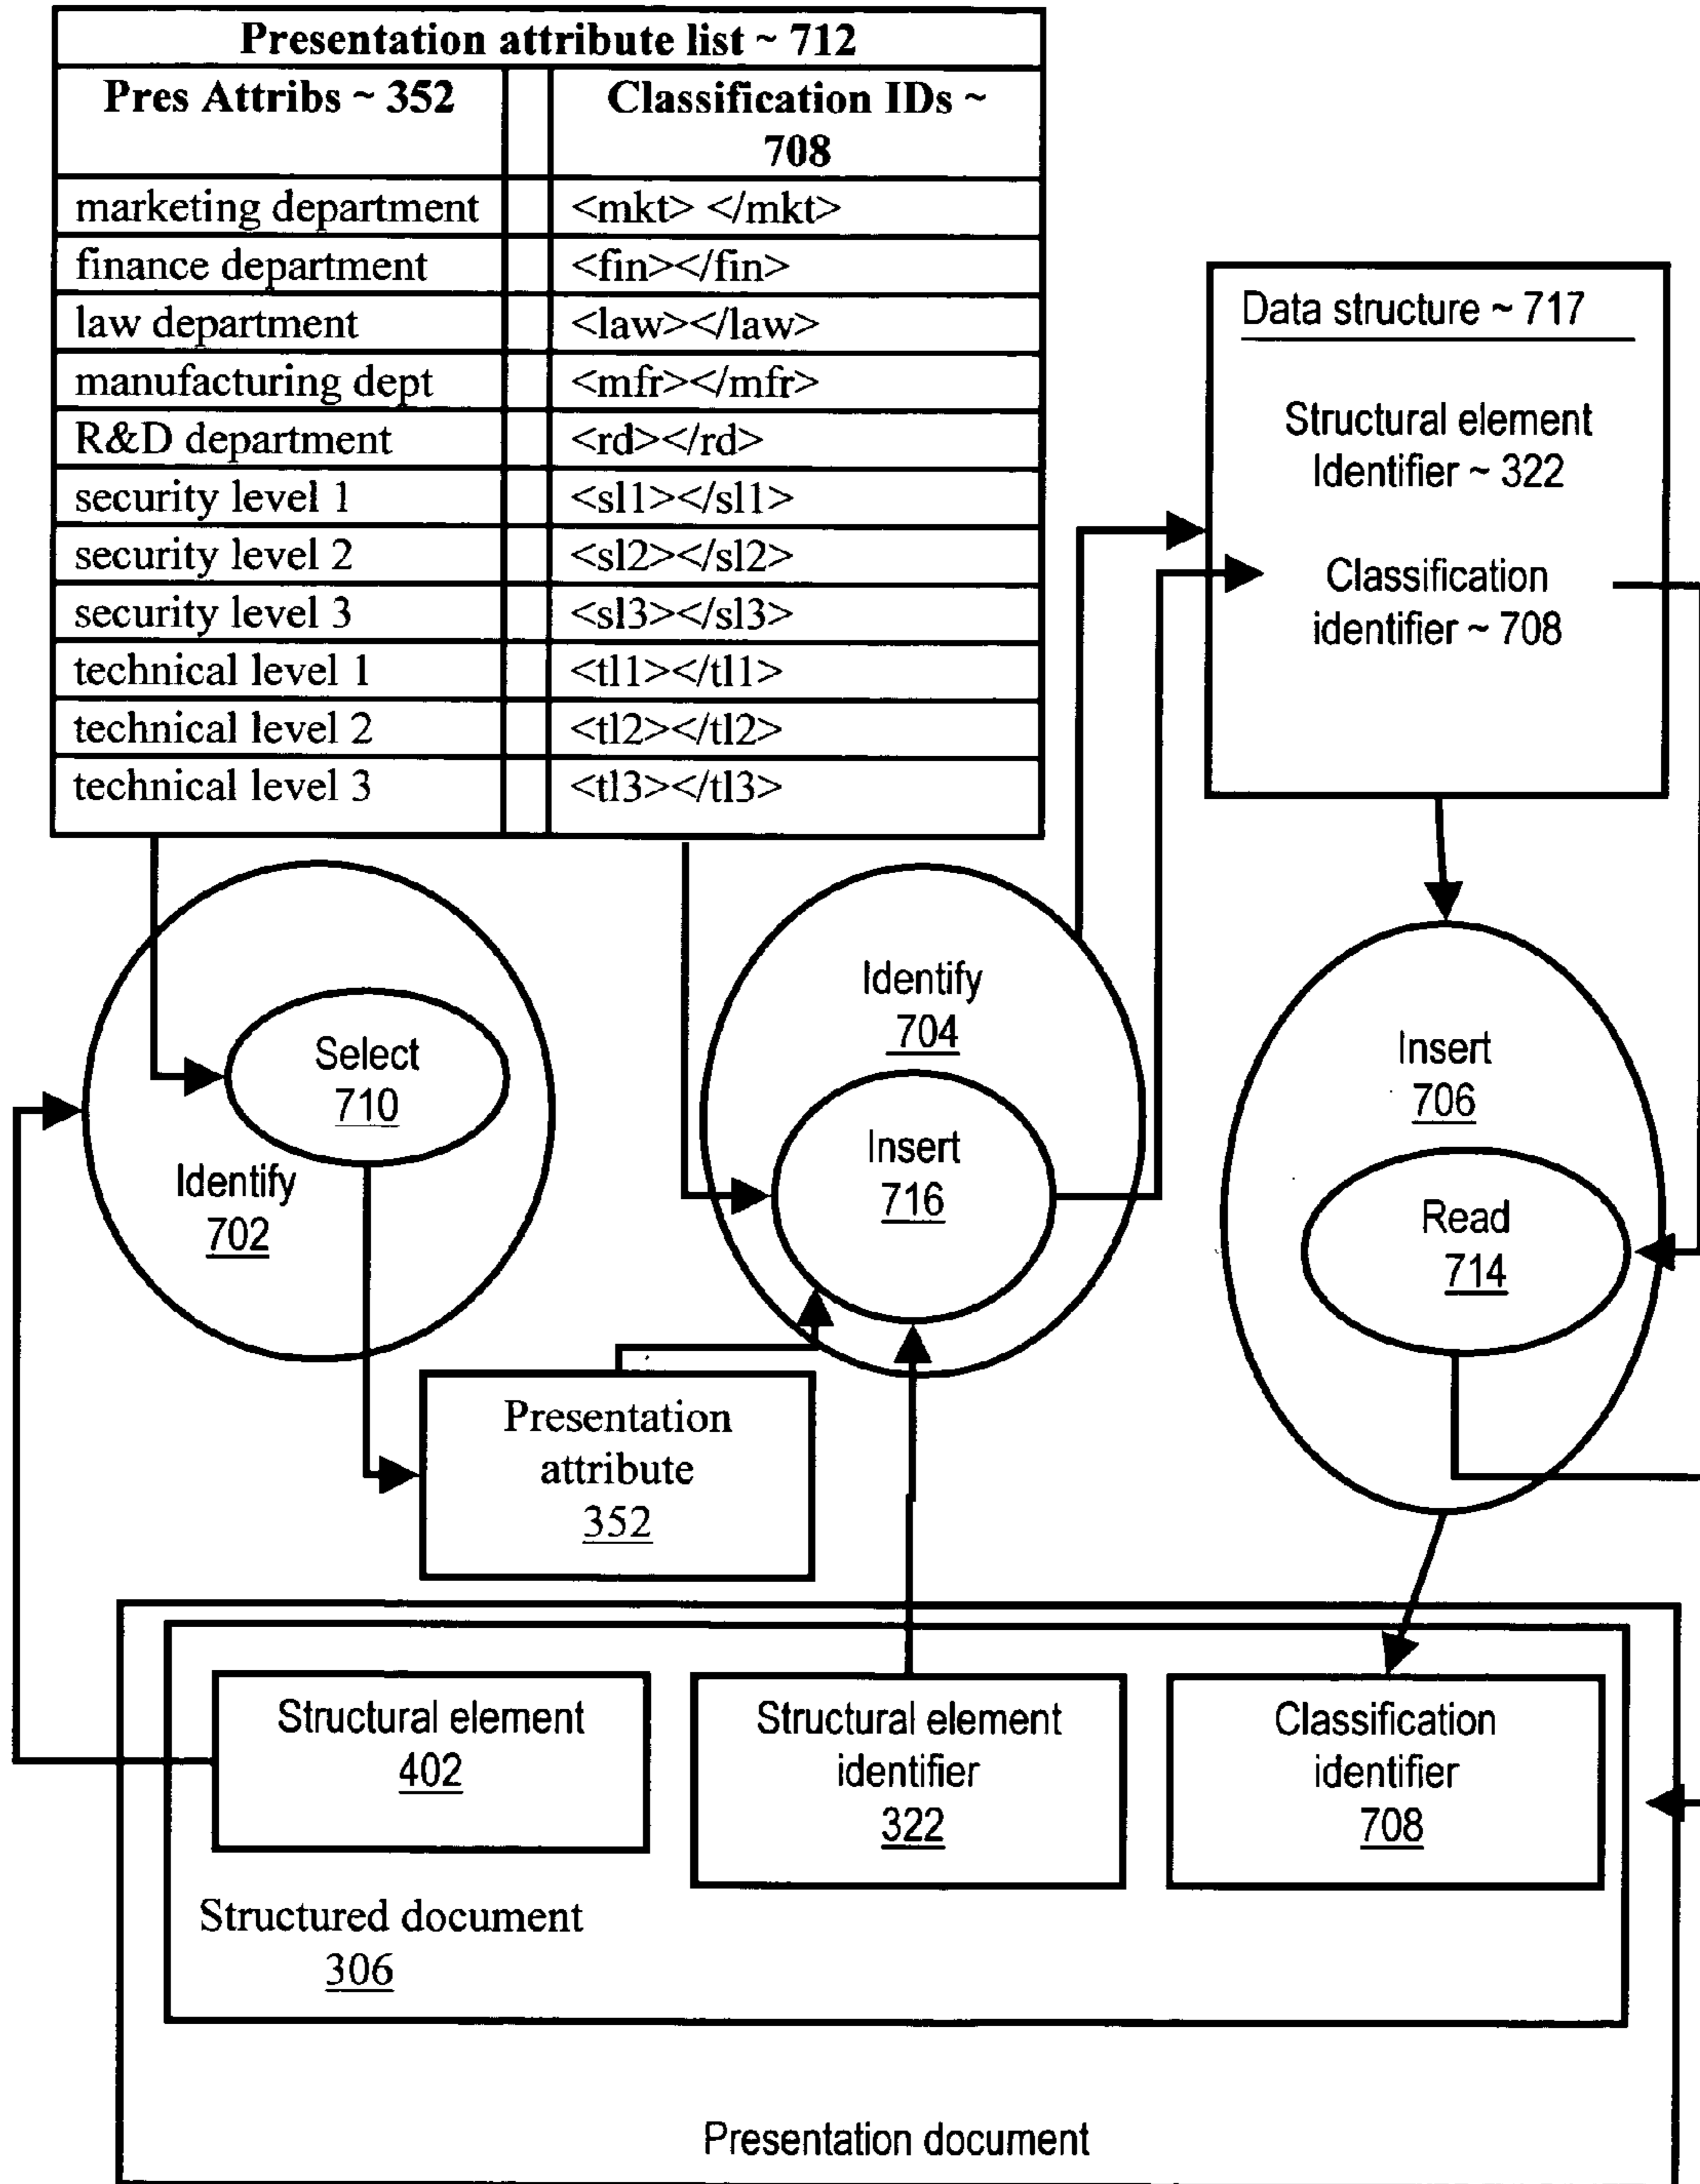 Presentation attribute list ~ 712
Pres Attribs ~ 352 Classification IDs ~
708
marketing department <mkt> </mkt>
finance department <fin></fin>
law department <law></law>
manufacturing dept <mfr></mfr>
R&D department <rd></rd>
security level 1 <sl1></sl1>
security level 2 <sl2></sl2>
security level 3 <sl3></sl3>
technical level 1 <tl1></tl1>
technical level 2 <tl2></tl2>
technical level 3 <tl3></tl3>
Data structure ~ 717
Structural element
Identifier ~ 322
Classification
identifier ~ 708
Select
710
Identify
702
Identify
704
Insert
716
Insert
706
Read
714
Presentation
attribute
352
Structural element
402
Structural element
identifier
322
Classification
identifier
708
Structured document
306
Presentation document